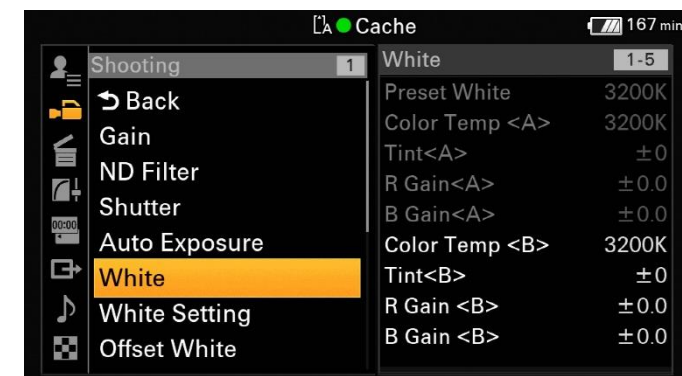 A Cache 167 min
Shooting 1
Back
Gain
ND Filter
Shutter
Auto Exposure
White
White Setting
Offset White
00:00
White 1-5
Preset White 3200K
Color Temp <A> 3200K
Tint<A> ±0
R Gain<A> ±0.0
B Gain<A> ±0.0
Color Temp <B> 3200K
Tint<B> ±0
R Gain <B> ±0.0
B Gain <B> ±0.0